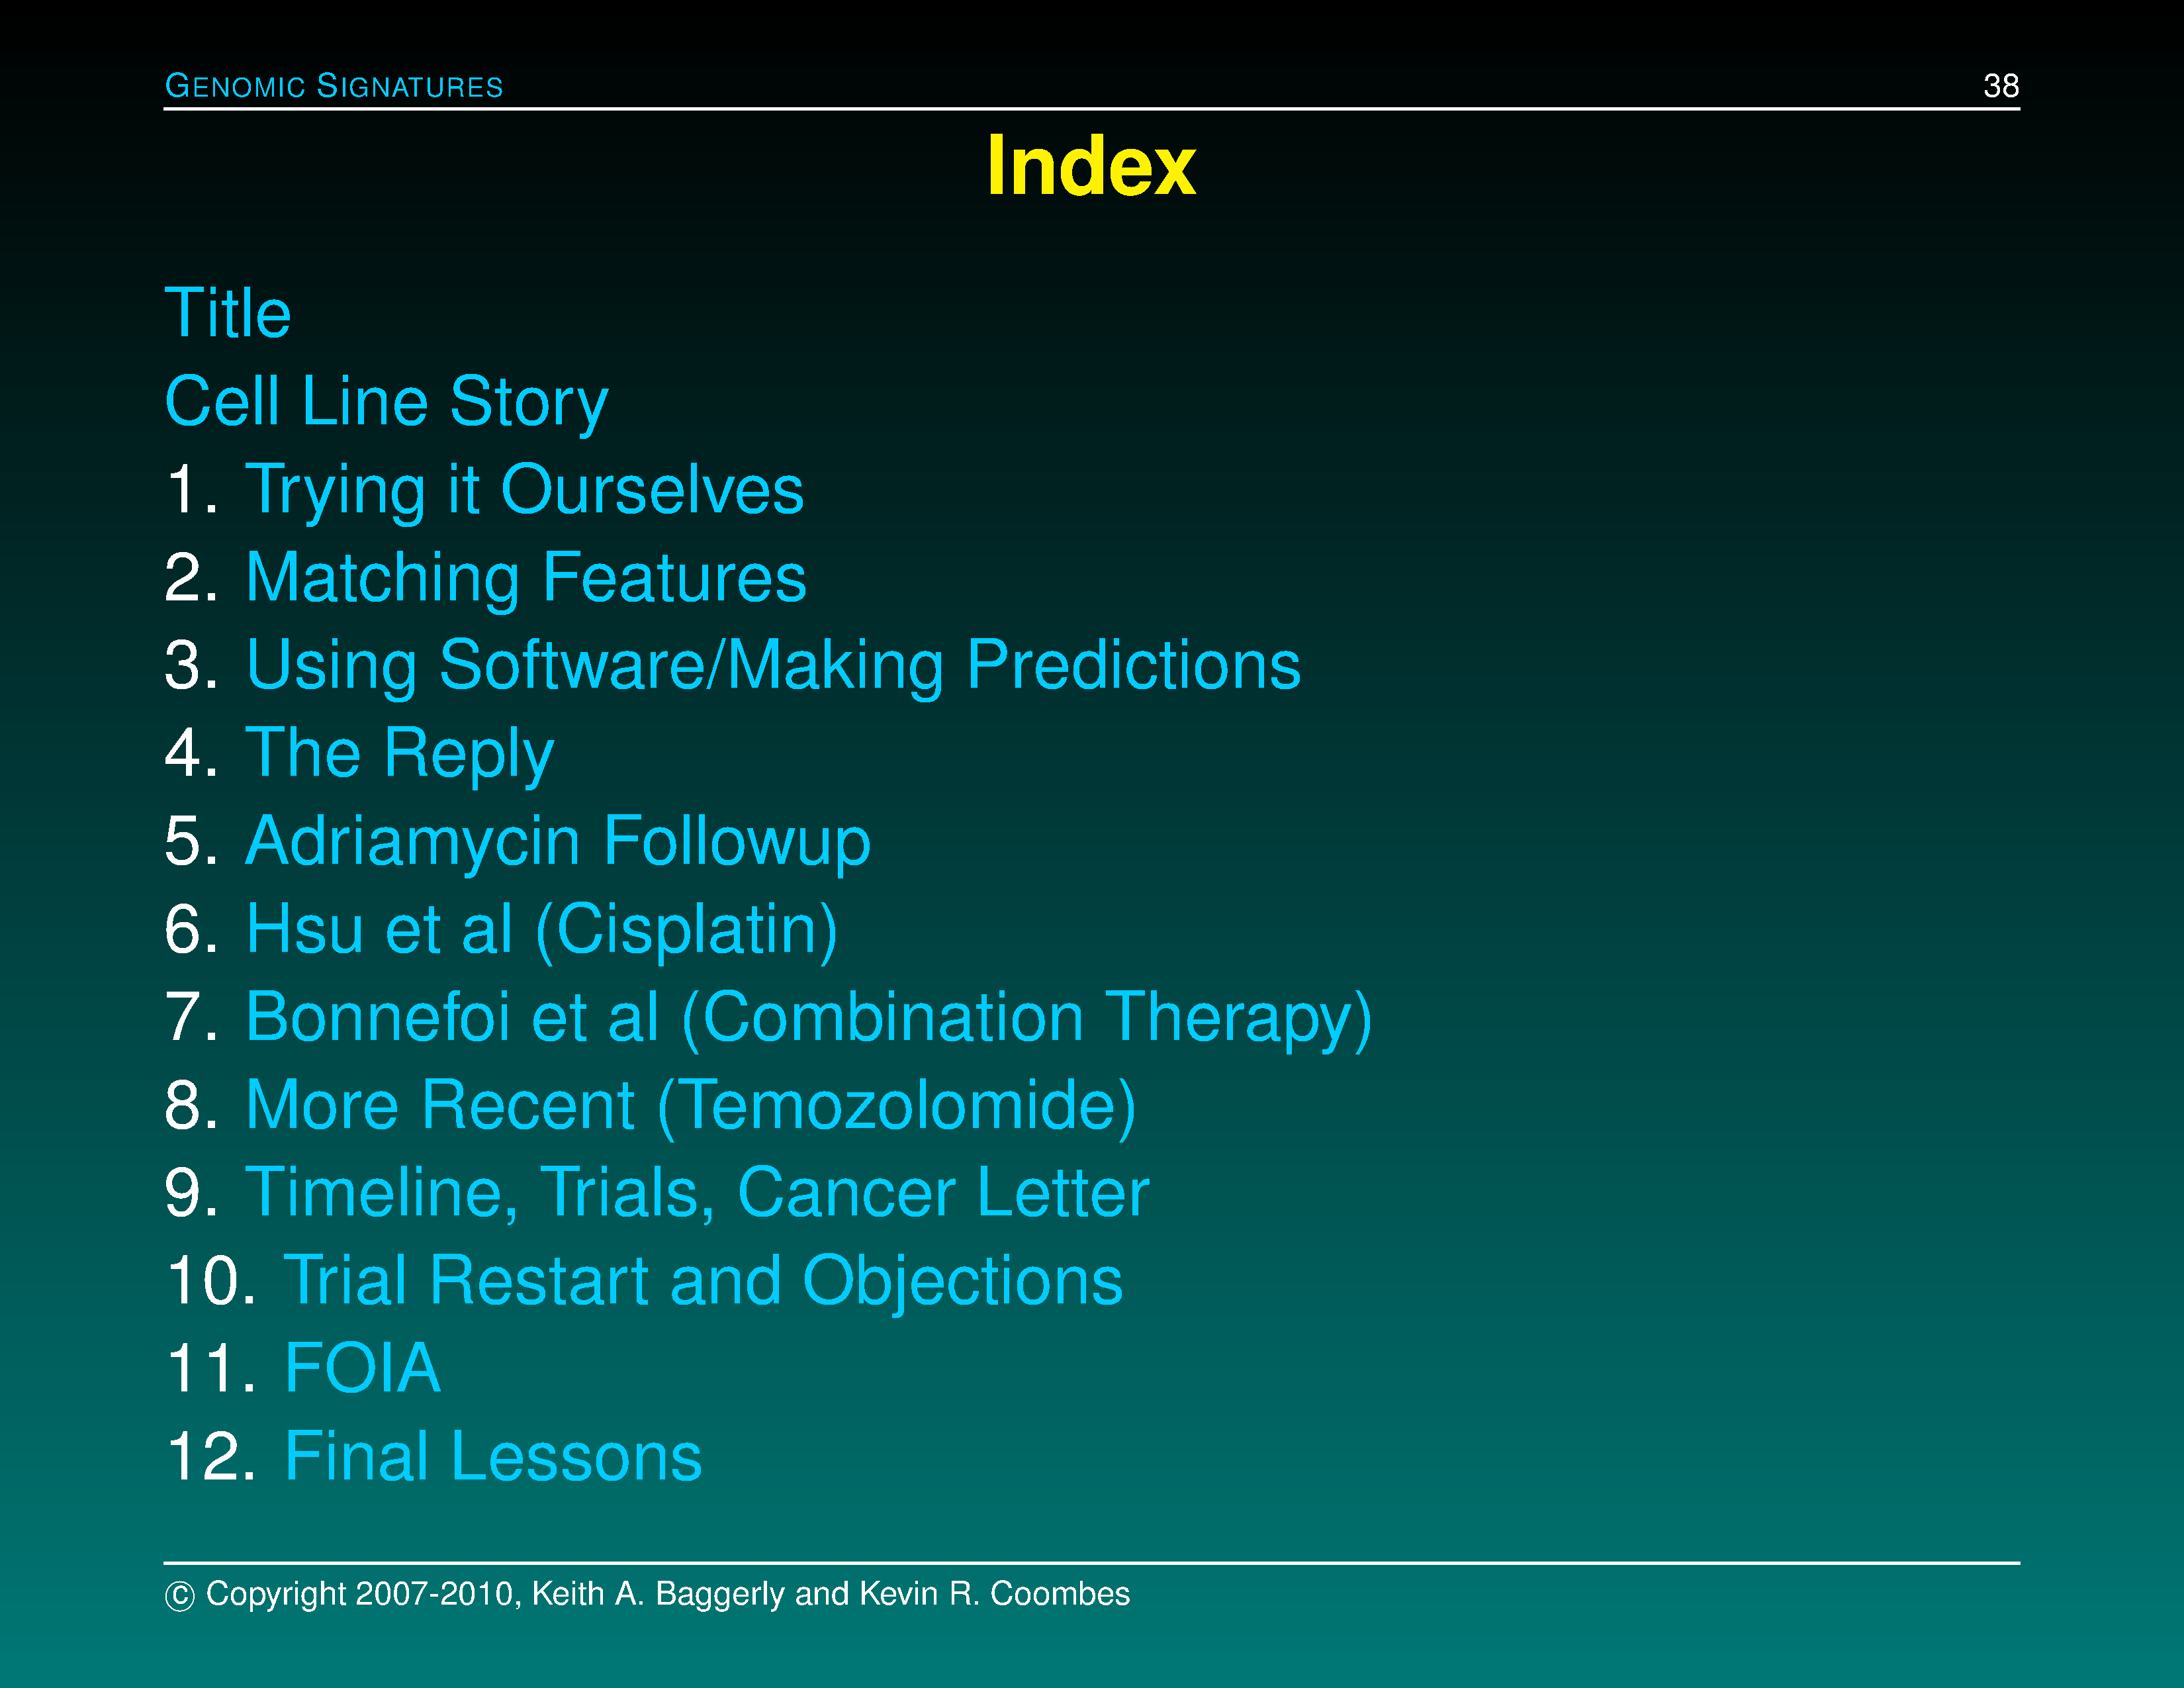 GENOMIC SIGNATURES 38
Index
Title
Cell Line Story
1. Trying it Ourselves
2. Matching Features
3. Using Software/Making Predictions
4. The Reply
5. Adriamycin Followup
6. Hsu et al (Cisplatin)
7. Bonnefoi et al (Combination Therapy)
8. More Recent (Temozolomide)
9. Timeline, Trials, Cancer Letter
10. Trial Restart and Objections
11. FOIA
12. Final Lessons
© Copyright 2007-2010, Keith A. Baggerly and Kevin R. Coombes